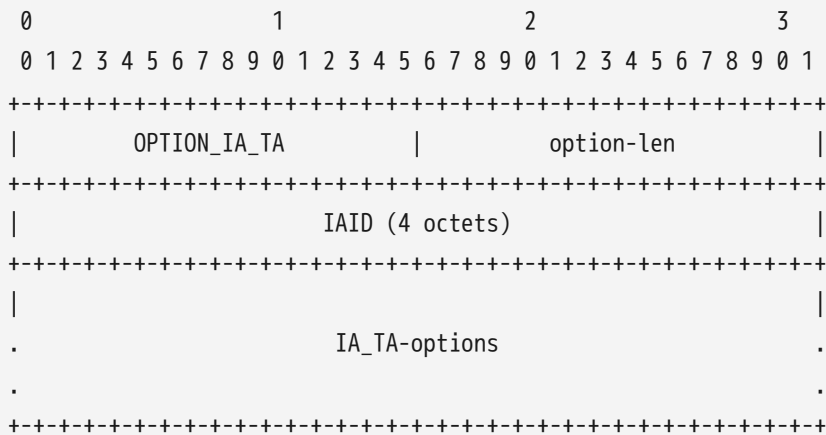 0                   1                   2                   3
 0 1 2 3 4 5 6 7 8 9 0 1 2 3 4 5 6 7 8 9 0 1 2 3 4 5 6 7 8 9 0 1
+-+-+-+-+-+-+-+-+-+-+-+-+-+-+-+-+-+-+-+-+-+-+-+-+-+-+-+-+-+-+-+-+
|         OPTION_IA_TA          |          option-len           |
+-+-+-+-+-+-+-+-+-+-+-+-+-+-+-+-+-+-+-+-+-+-+-+-+-+-+-+-+-+-+-+-+
|                        IAID (4 octets)                        |
+-+-+-+-+-+-+-+-+-+-+-+-+-+-+-+-+-+-+-+-+-+-+-+-+-+-+-+-+-+-+-+-+
|                                                               |
.                         IA_TA-options                         .
.                                                               .
+-+-+-+-+-+-+-+-+-+-+-+-+-+-+-+-+-+-+-+-+-+-+-+-+-+-+-+-+-+-+-+-+